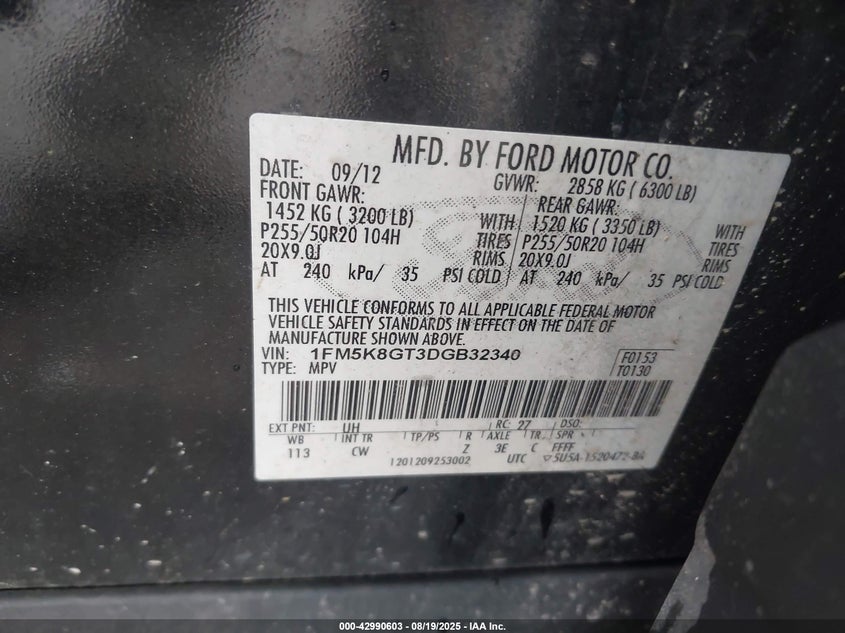 MFD. BY FORD MOTOR CO.
DATE: 09/12 GVWR: 2858 KG ( 6300 LB)
FRONT GAWR: REAR GAWR:
1452 KG ( 3200 LB) WITH 1520 KG ( 3350 LB) WITH
P255/50R20 104H TIRES P255/50R20 104H TIRES
20X9.0J RIMS 20X9.0J RIMS
AT 240 kPa/ 35 PSI COLD AT 240 kPa/ 35 PSI COLD
THIS VEHICLE CONFORMS TO ALL APPLICABLE FEDERAL MOTOR
VEHICLE SAFETY STANDARDS IN EFFECT ON THE DATE OF
MANUFACTURE SHOWN ABOVE.
VIN: 1FM5K8GT3DGB32340 F0153
TYPE: MPV T0130
EXT PNT: UH RC: 27 DSO:
WB INT TR TP/PS R AXLE TR SPR
113 CW Z 3E C FFFF
1201209253002 UTC 5U5A-1520472-BA
000-42990603 - 08/19/2025 - IAA Inc.